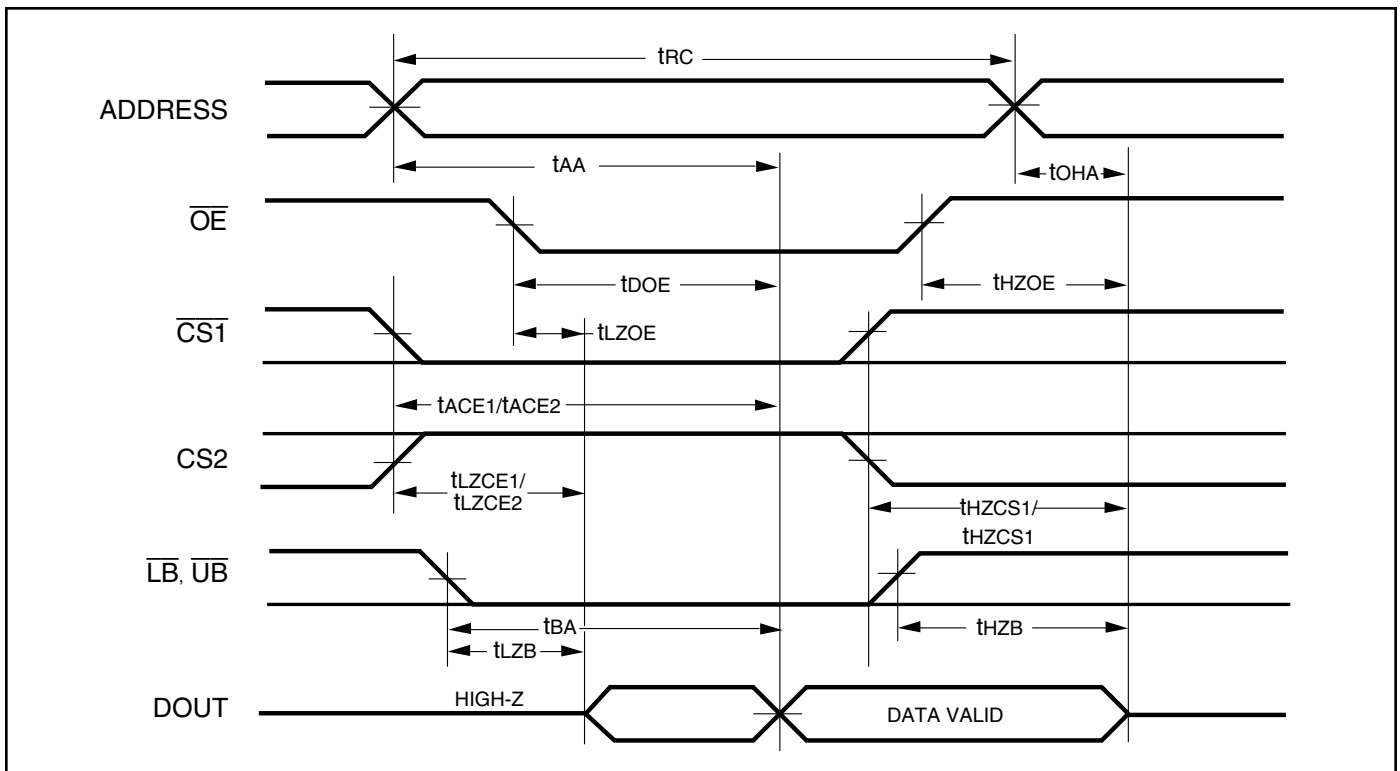 tRC
ADDRESS
tAA
tOHA
OE
tDOE
tHZOE
CS1
tLZOE
tACE1/tACE2
CS2
tLZCE1/
tLZCE2
tHZCS1/
tHZCS1
LB, UB
tBA
tHZB
tLZB
HIGH-Z
DOUT
DATA VALID